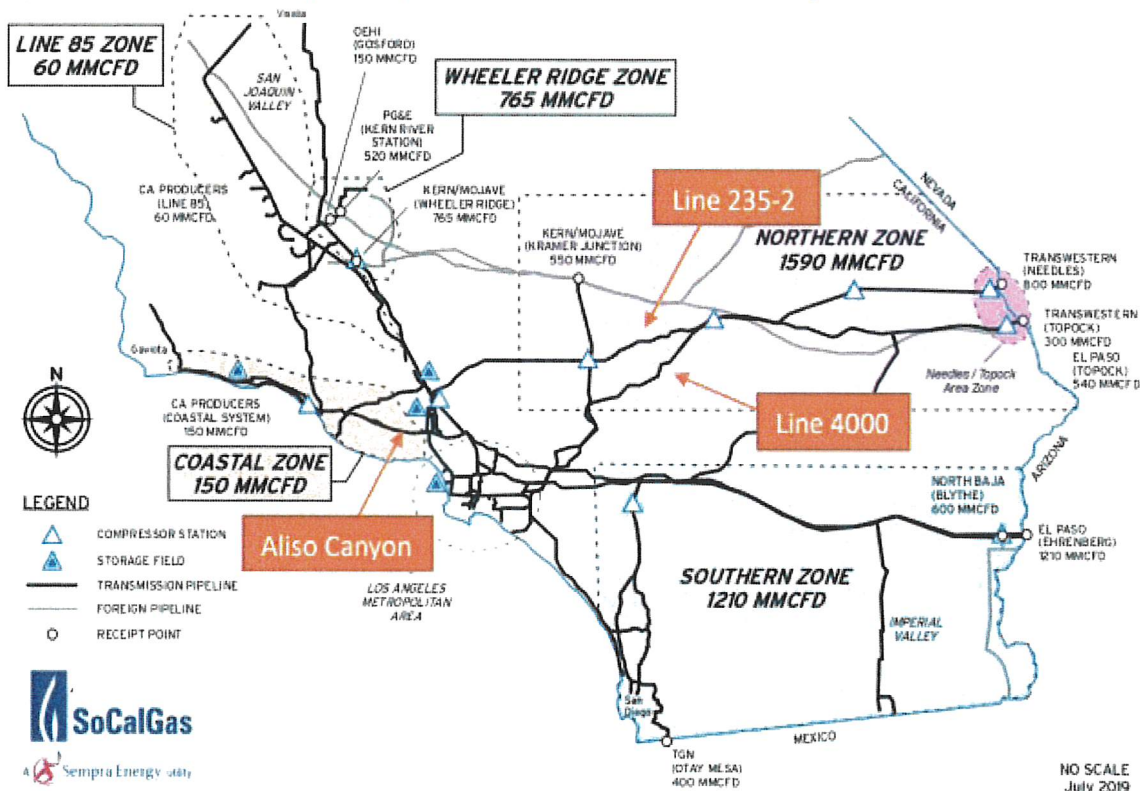 Visalia
LINE 85 ZONE
60 MMCFD
OEHI
(GOSFORD)
150 MMCFD
SAN
JOAQUIN
VALLEY
WHEELER RIDGE ZONE
765 MMCFD
PG&E
(KERN RIVER
STATION)
520 MMCFD
CA PRODUCERS
(LINE 85)
60 MMCFD
KERN/MOJAVE
(WHEELER RIDGE)
765 MMCFD
Line 235-2
NEVADA
CALIFORNIA
KERN/MOJAVE
(KRAMER JUNCTION)
550 MMCFD
NORTHERN ZONE
1590 MMCFD
TRANSWESTERN
(NEEDLES)
800 MMCFD
TRANSWESTERN
(TOPOCK)
300 MMCFD
EL PASO
(TOPOCK)
540 MMCFD
Needles / Topock
Area Zone
Gaviota
N
CA PRODUCERS
(COASTAL SYSTEM)
150 MMCFD
Line 4000
COASTAL ZONE
150 MMCFD
ARIZONA
NORTH BAJA
(BLYTHE)
600 MMCFD
EL PASO
(EHRENBERG)
1210 MMCFD
Aliso Canyon
LEGEND
COMPRESSOR STATION
STORAGE FIELD
TRANSMISSION PIPELINE
FOREIGN PIPELINE
RECEIPT POINT
LOS ANGELES
METROPOLITAN
AREA
SOUTHERN ZONE
1210 MMCFD
IMPERIAL
VALLEY
San
Diego
MEXICO
TGN
(OTAY MESA)
400 MMCFD
SoCalGas
A Sempra Energy utility
NO SCALE
July 2019